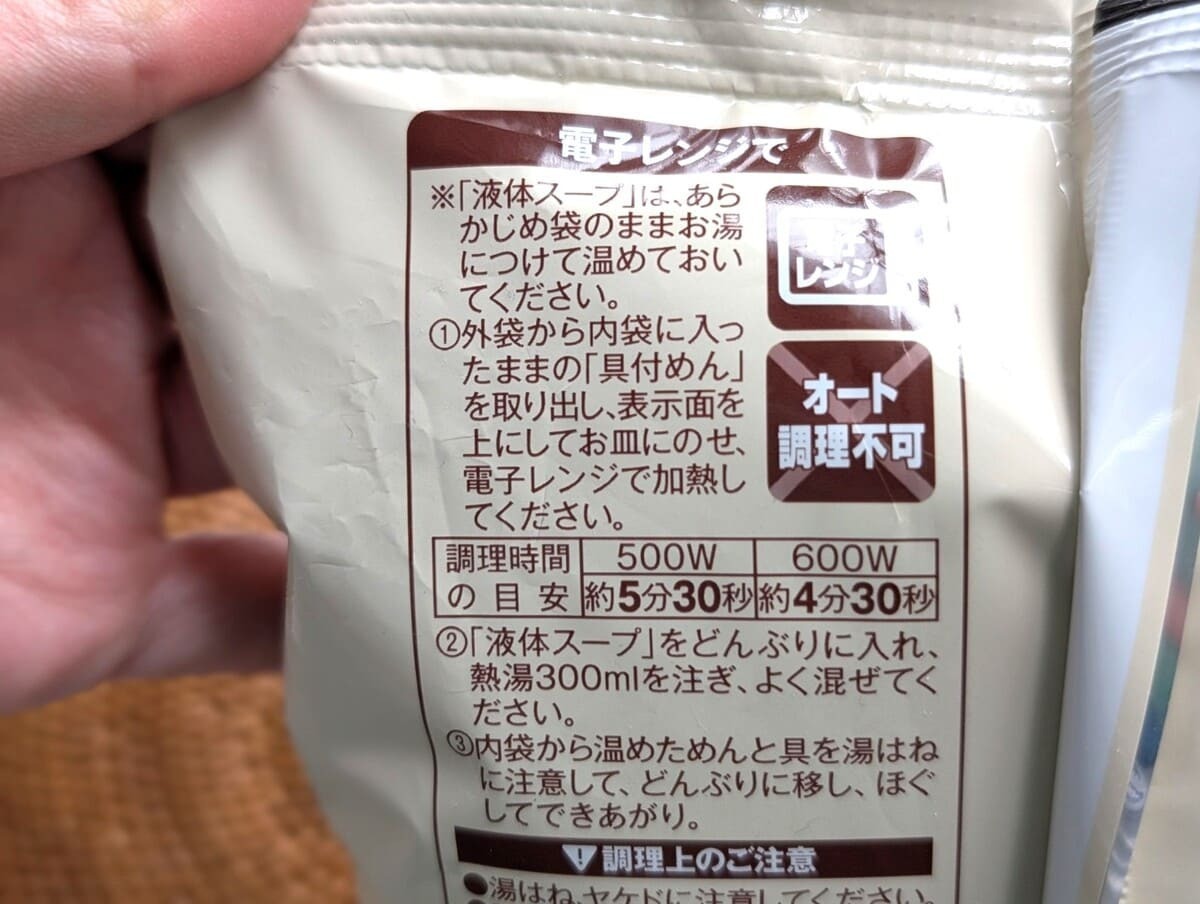 電子レンジで
※「液体スープ」は、あら
かじめ袋のままお湯
につけて温めておい
てください。
電子
レンジ
①外袋から内袋に入っ
たままの「具付めん」
を取り出し、表示面を
上にしてお皿にのせ、
電子レンジで加熱し
てください。
オート
調理不可
調理時間 500W 600W
の目安 約5分30秒 約4分30秒
②「液体スープ」をどんぶりに入れ、
熱湯300mlを注ぎ、よく混ぜてく
ださい。
③内袋から温めためんと具を湯はね
に注意して、どんぶりに移し、ほぐ
してできあがり。
調理上のご注意
●湯はね、ヤケドに注意してください。